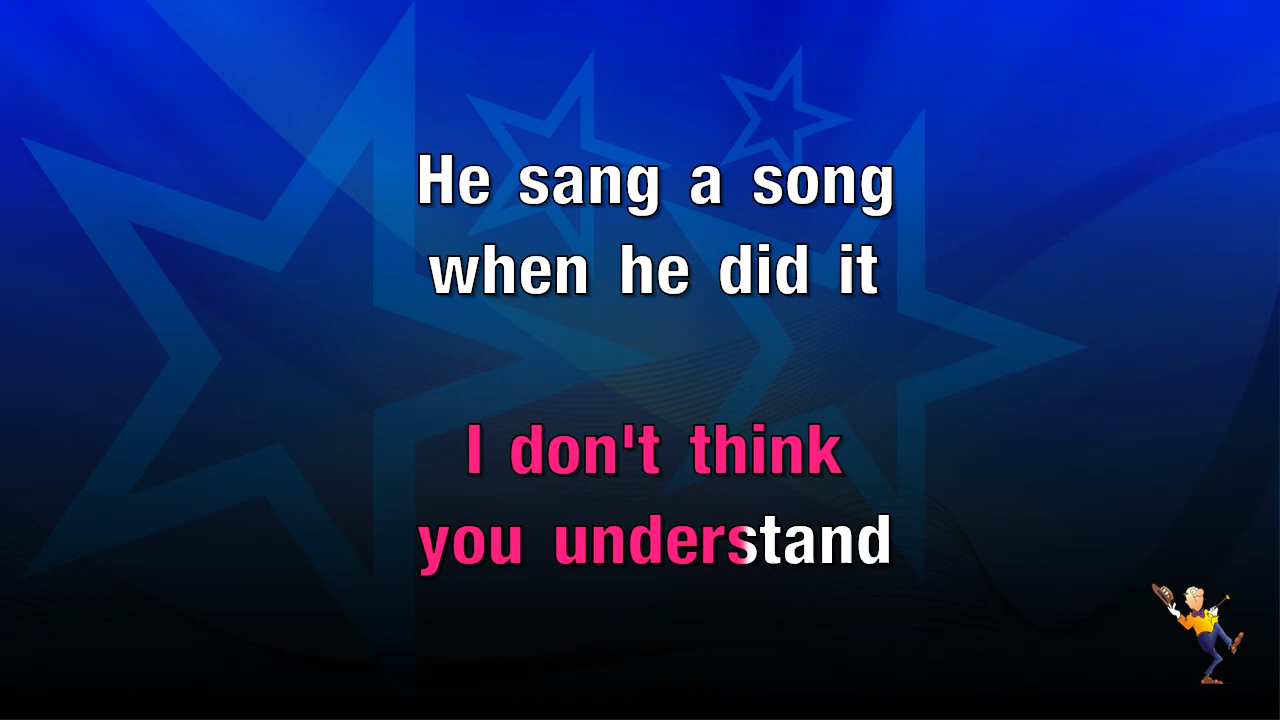 He sang a song
when he did it
I don't think
you understand